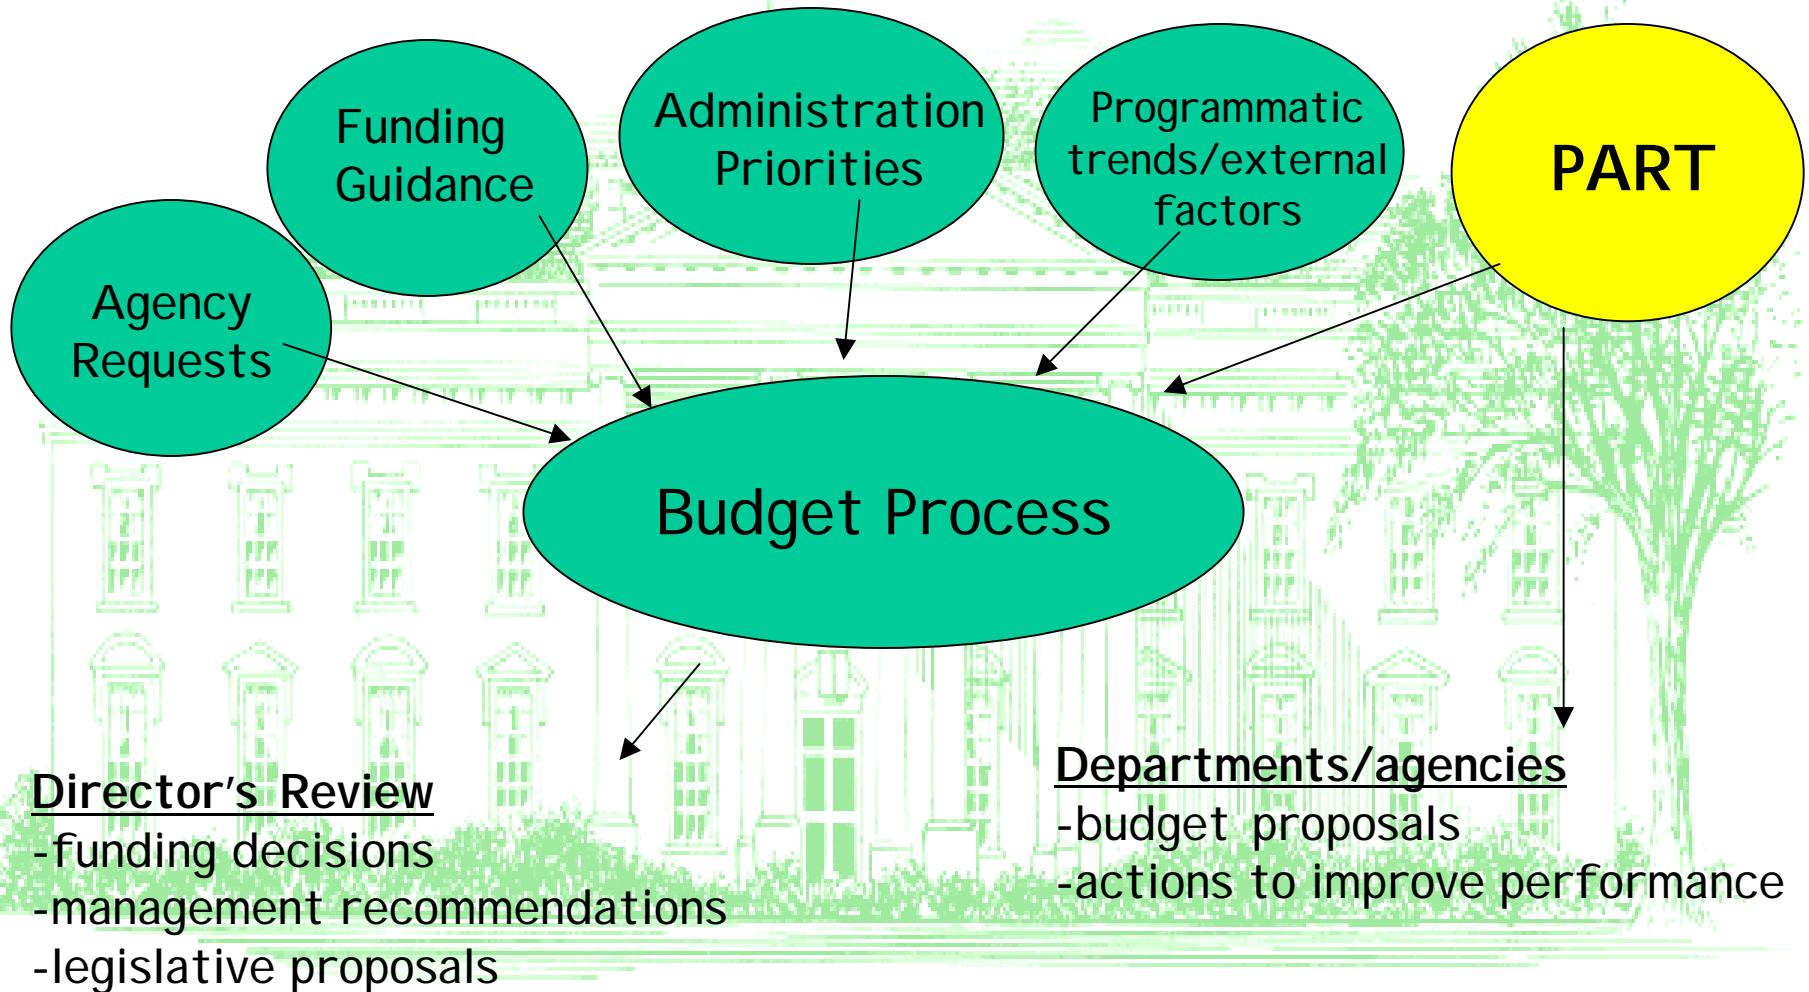 Administration
Priorities
Funding
Guidance
Programmatic
trends/external
factors
PART
Agency
Requests
Budget Process
Director's Review
-funding decisions
-management recommendations
-legislative proposals
Departments/agencies
-budget proposals
-actions to improve performance